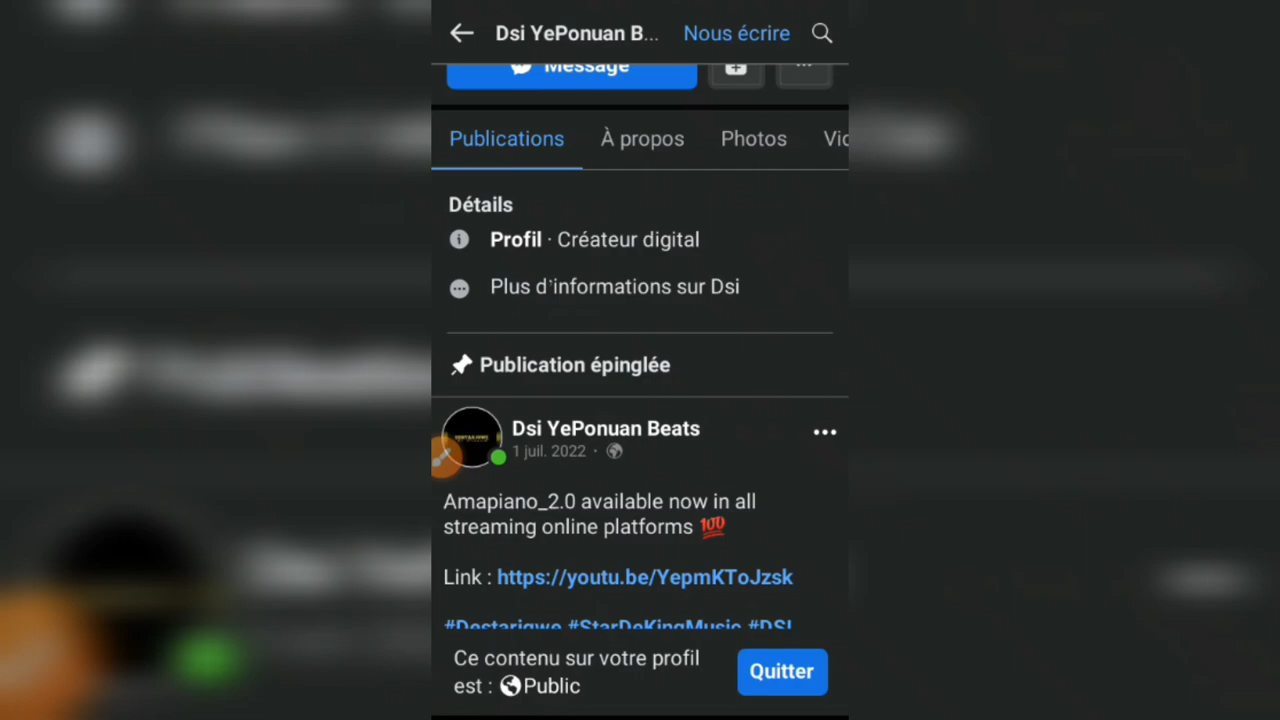 Dsi YePonuan B... Nous écrire
Message
Publications À propos Photos Vid
Détails
Profil · Créateur digital
Plus d'informations sur Dsi
Publication épinglée
Dsi YePonuan Beats
1 juil. 2022 ·
Amapiano_2.0 available now in all
streaming online platforms 💯
Link : https://youtu.be/YepmKToJzsk
#Destarigwe #StarDeKingMusic #DSI
Ce contenu sur votre profil
est : Public
Quitter